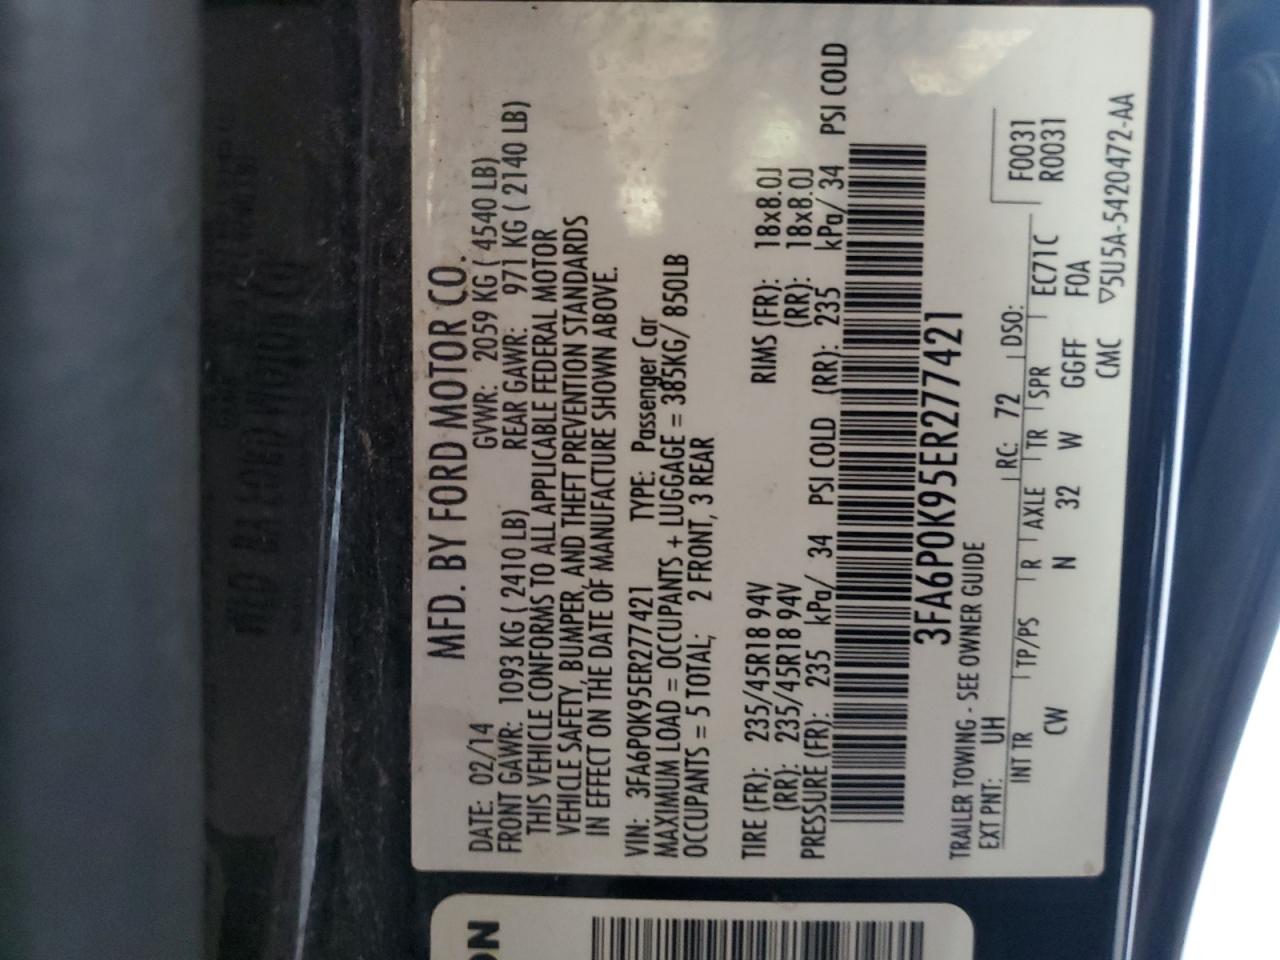 MFD. BY FORD MOTOR CO.
DATE: 02/14 GVWR: 2059 KG ( 4540 LB)
FRONT GAWR: 1093 KG ( 2410 LB) REAR GAWR: 971 KG ( 2140 LB)
THIS VEHICLE CONFORMS TO ALL APPLICABLE FEDERAL MOTOR
VEHICLE SAFETY, BUMPER, AND THEFT PREVENTION STANDARDS
IN EFFECT ON THE DATE OF MANUFACTURE SHOWN ABOVE.
VIN: 3FA6P0K95ER277421 TYPE: Passenger Car
MAXIMUM LOAD = OCCUPANTS + LUGGAGE = 385KG/ 850LB
OCCUPANTS = 5 TOTAL; 2 FRONT, 3 REAR
TIRE (FR): 235/45R18 94V RIMS (FR): 18x8.0J
(RR): 235/45R18 94V (RR): 18x8.0J
PRESSURE (FR): 235 kPa/ 34 PSI COLD (RR): 235 kPa/ 34 PSI COLD
3FA6P0K95ER277421
TRAILER TOWING - SEE OWNER GUIDE
EXT PNT: UH RC: 72 DSO: F0031
INT TR TP/PS R AXLE TR SPR EC71C R0031
CW N 32 W GGFF F0A
CMC ▽5U5A-5420472-AA
ON